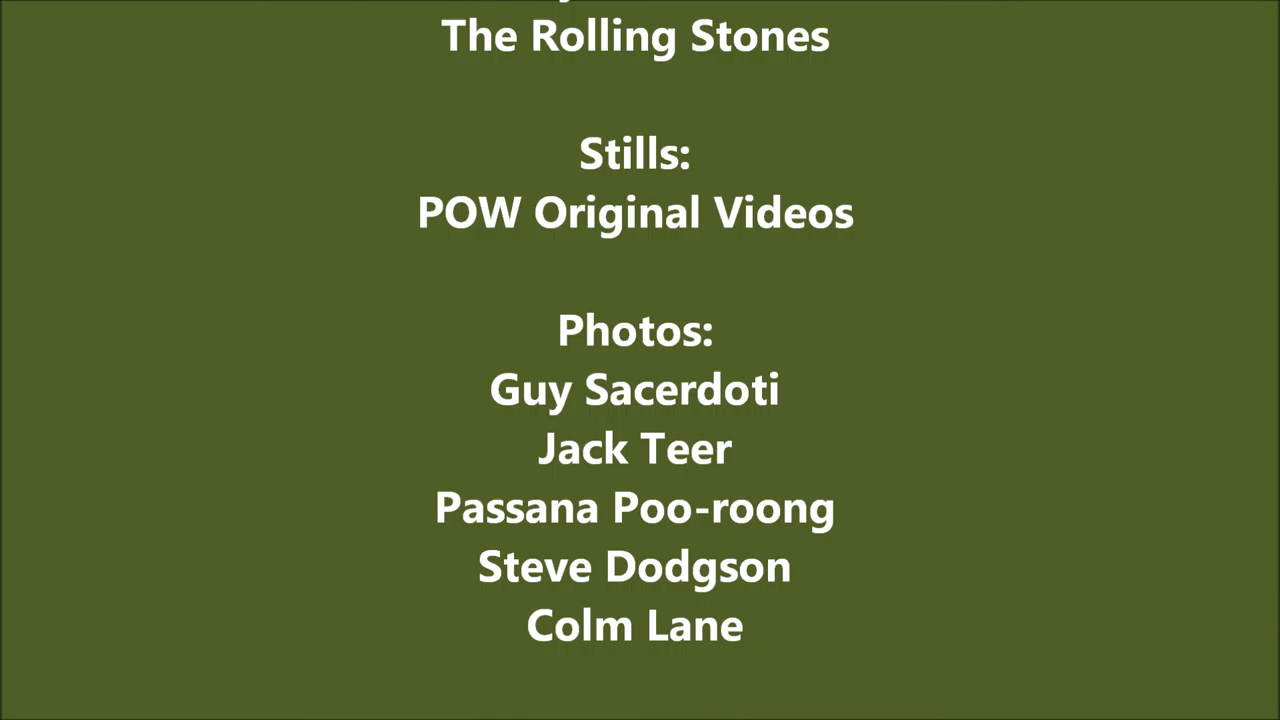 The Rolling Stones
Stills:
POW Original Videos
Photos:
Guy Sacerdoti
Jack Teer
Passana Poo-roong
Steve Dodgson
Colm Lane